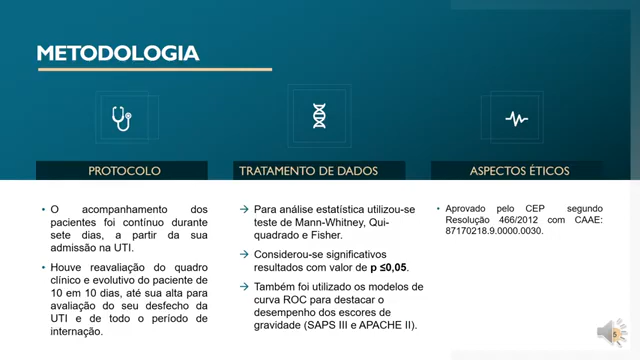 METODOLOGIA
PROTOCOLO
• O acompanhamento dos
pacientes foi contínuo durante
sete dias, a partir da sua
admissão na UTI.
• Houve reavaliação do quadro
clínico e evolutivo do paciente de
10 em 10 dias, até sua alta para
avaliação do seu desfecho da
UTI e de todo o período de
internação.
TRATAMENTO DE DADOS
→ Para análise estatística utilizou-se
teste de Mann-Whitney, Qui-
quadrado e Fisher.
→ Considerou-se significativos
resultados com valor de p ≤0,05.
→ Também foi utilizado os modelos de
curva ROC para destacar o
desempenho dos escores de
gravidade (SAPS III e APACHE II).
ASPECTOS ÉTICOS
• Aprovado pelo CEP segundo
Resolução 466/2012 com CAAE:
87170218.9.0000.0030.
5